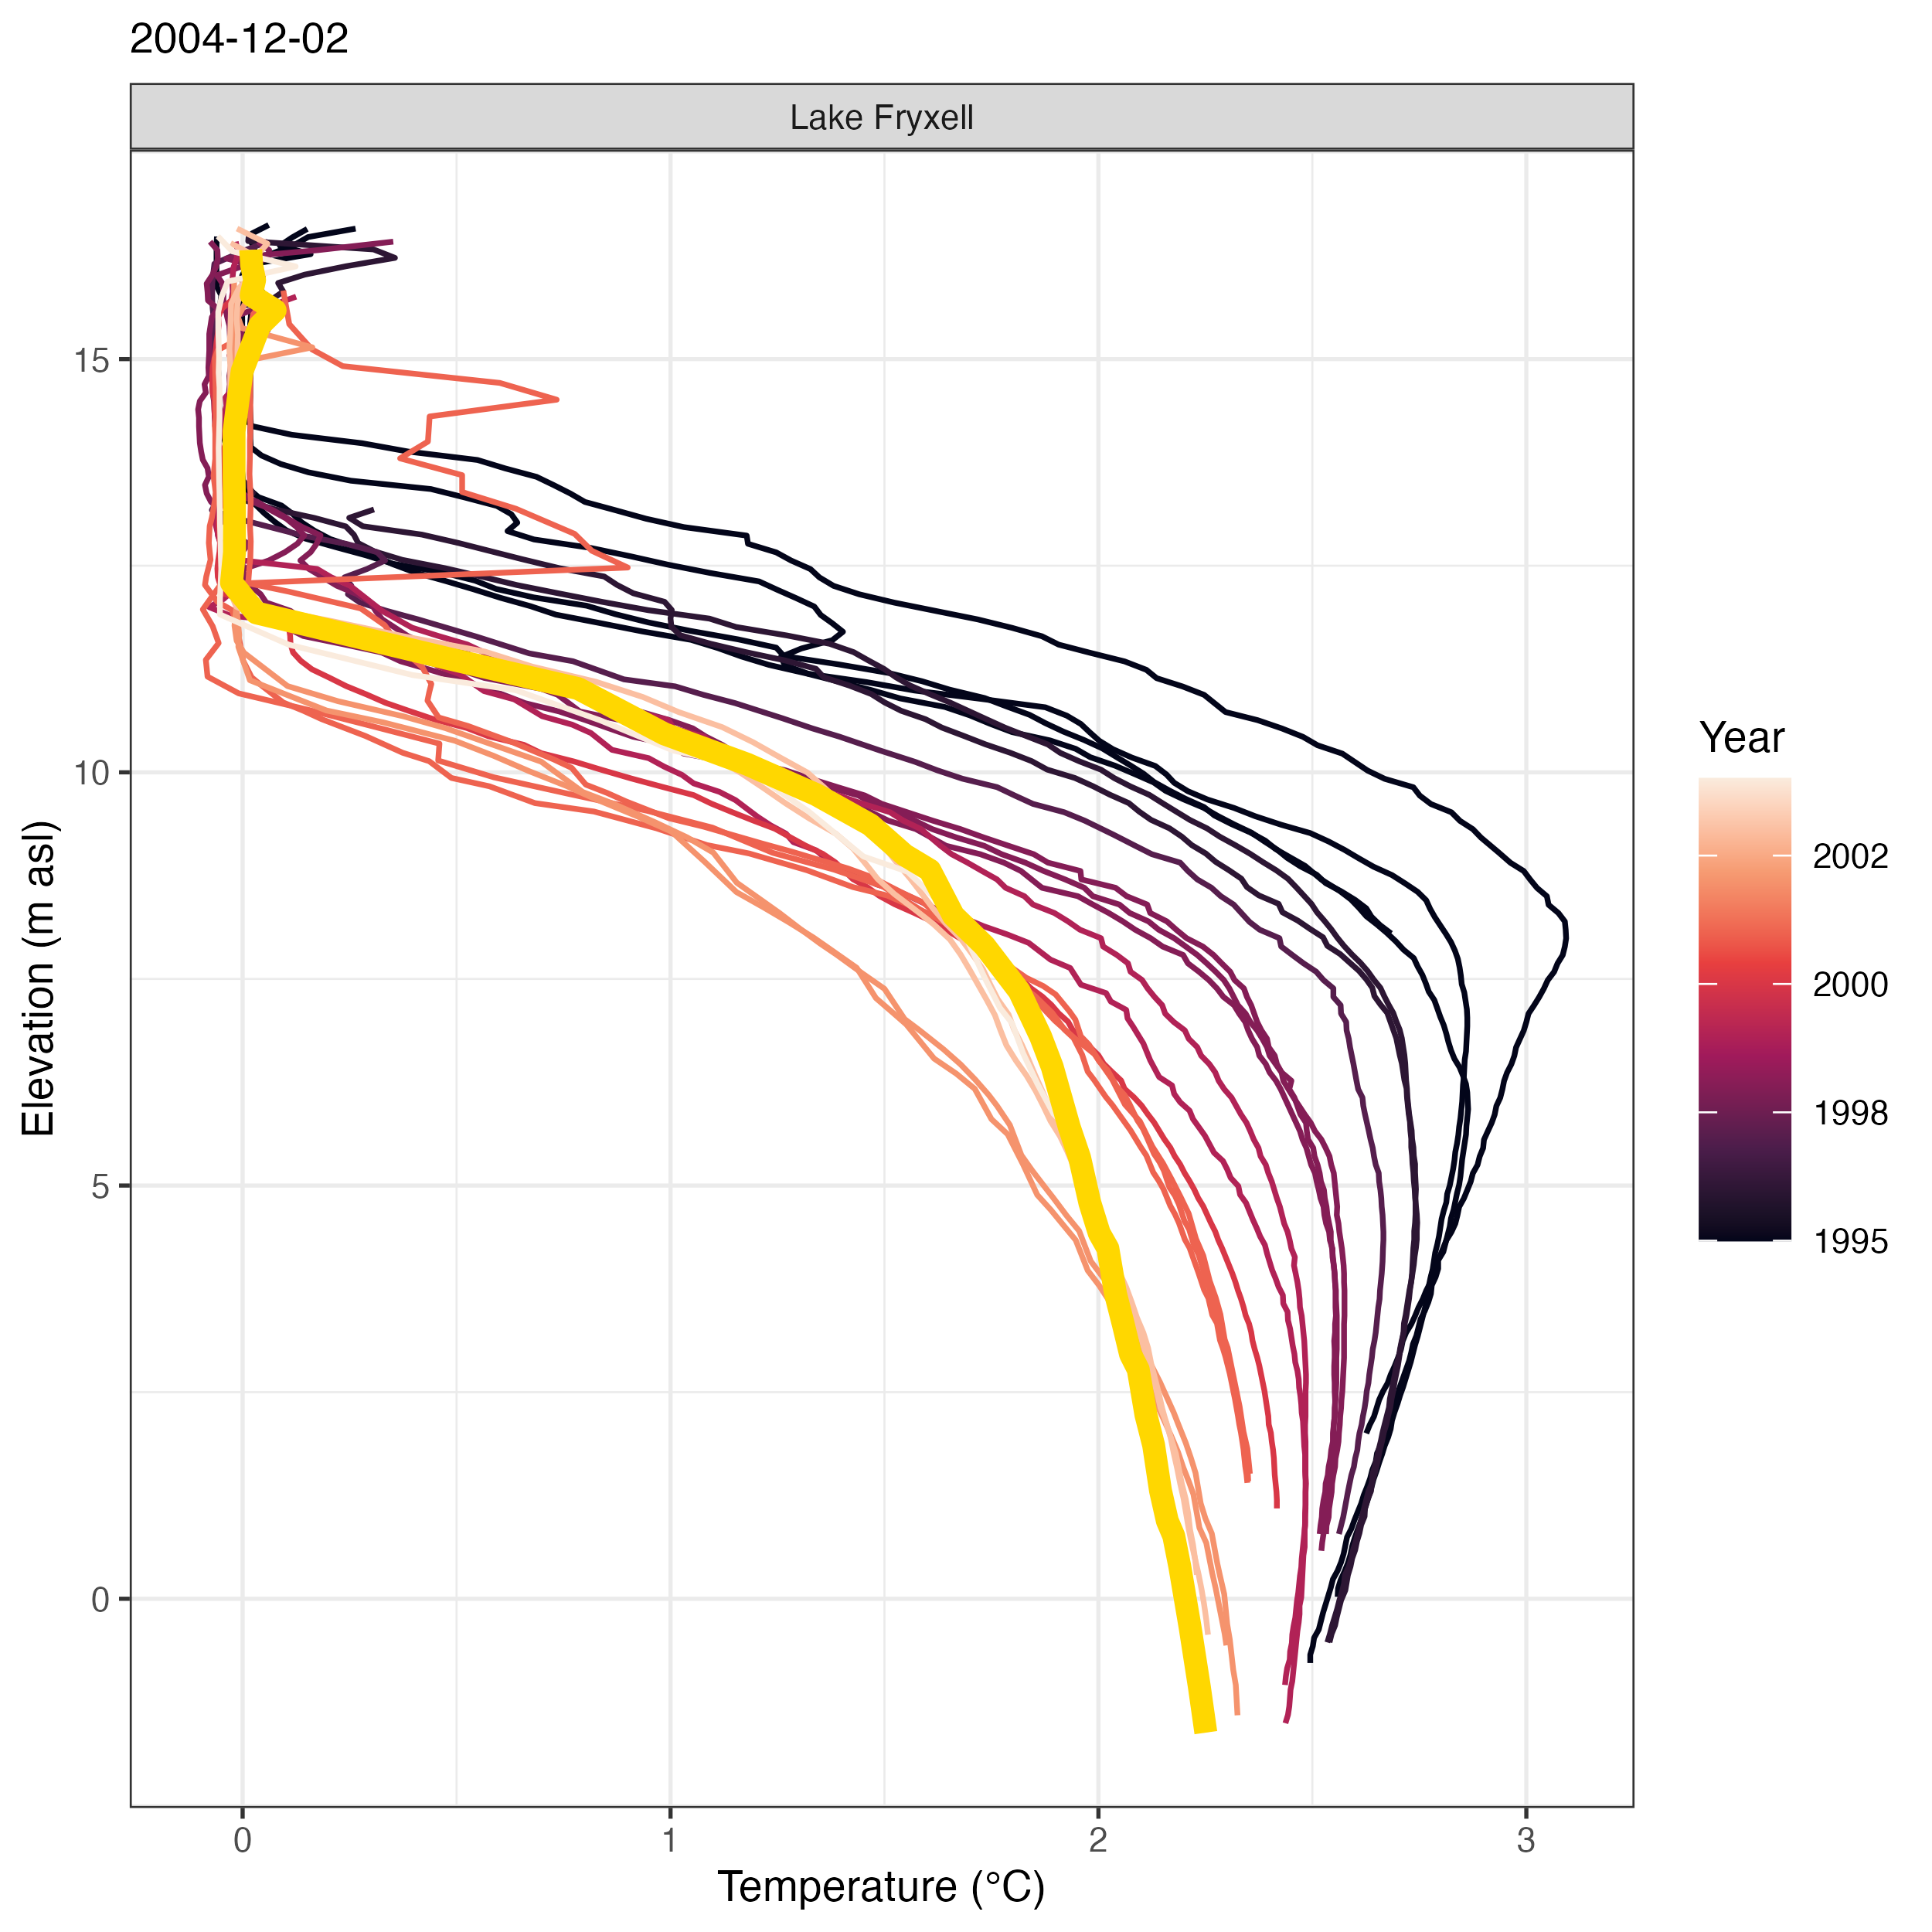 2004-12-02
Lake Fryxell
15
10
5
0
Elevation (m asl)
0 1 2 3
Temperature (°C)
Year
2002
2000
1998
1995